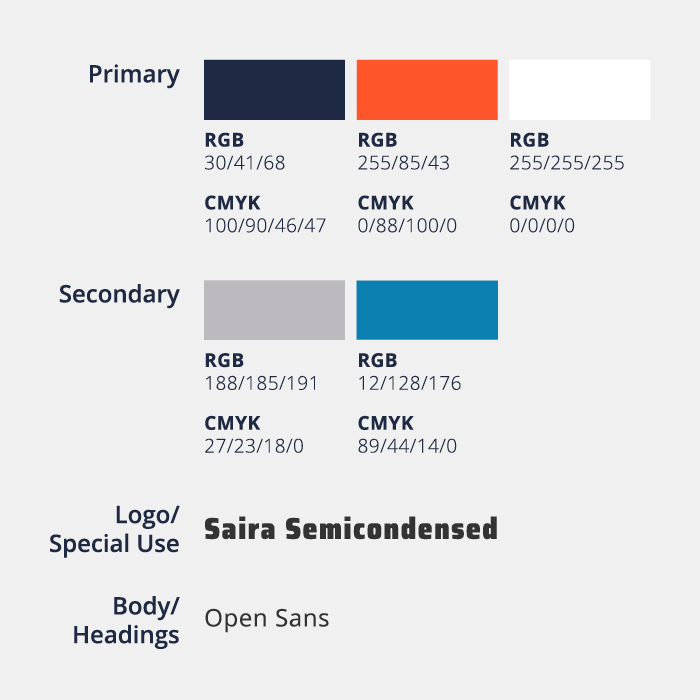 Primary
RGB
30/41/68
CMYK
100/90/46/47
RGB
255/85/43
CMYK
0/88/100/0
RGB
255/255/255
CMYK
0/0/0/0
Secondary
RGB
188/185/191
CMYK
27/23/18/0
RGB
12/128/176
CMYK
89/44/14/0
Logo/
Special Use
Saira Semicondensed
Body/
Headings
Open Sans